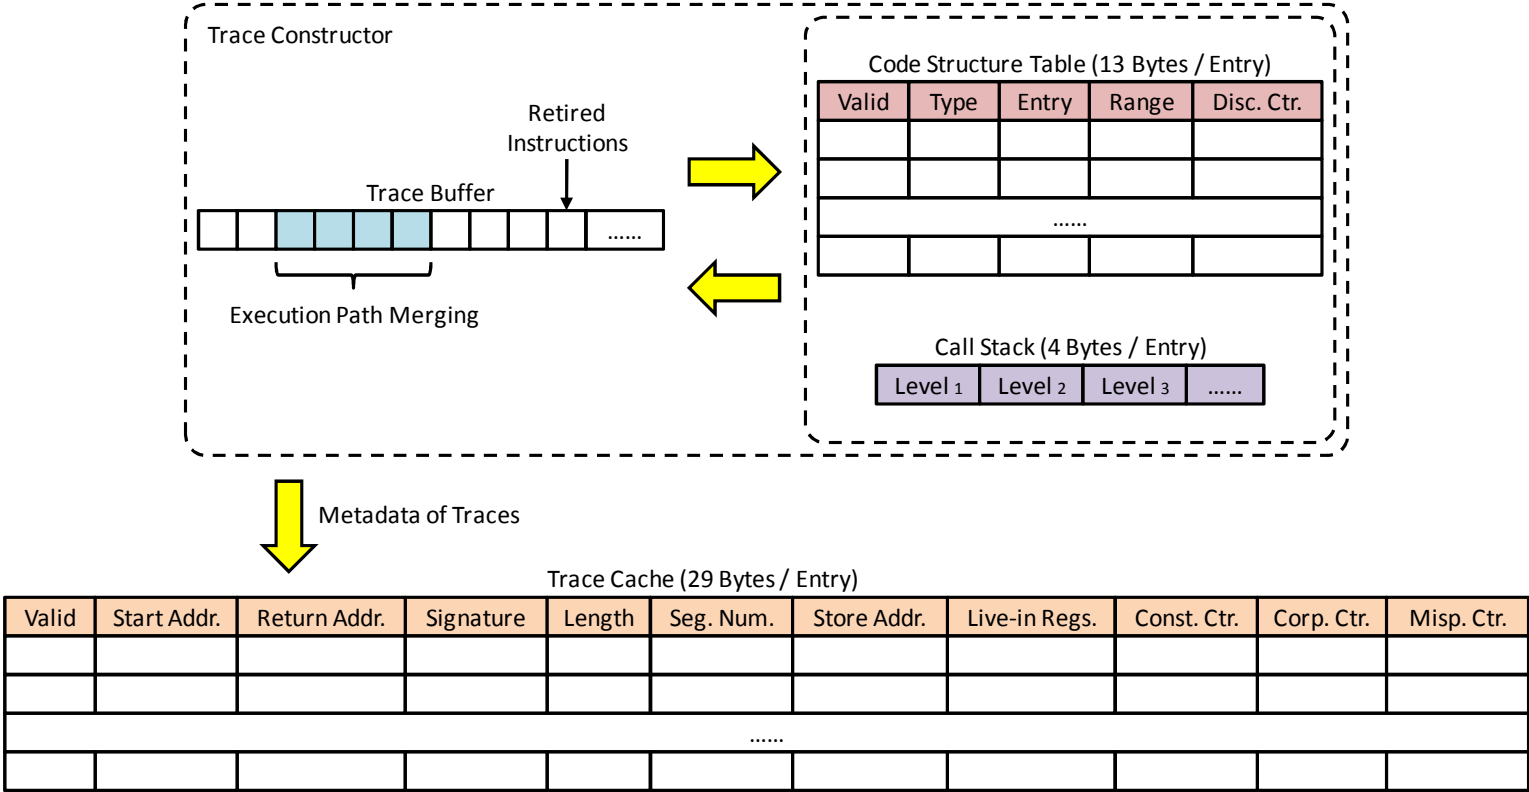 Trace Constructor
Code Structure Table (13 Bytes / Entry)
Valid Type Entry Range Disc. Ctr.
......
Retired
Instructions
Trace Buffer
......
Execution Path Merging
Call Stack (4 Bytes / Entry)
Level 1 Level 2 Level 3 ......
Metadata of Traces
Trace Cache (29 Bytes / Entry)
Valid Start Addr. Return Addr. Signature Length Seg. Num. Store Addr. Live-in Regs. Const. Ctr. Corp. Ctr. Misp. Ctr.
......